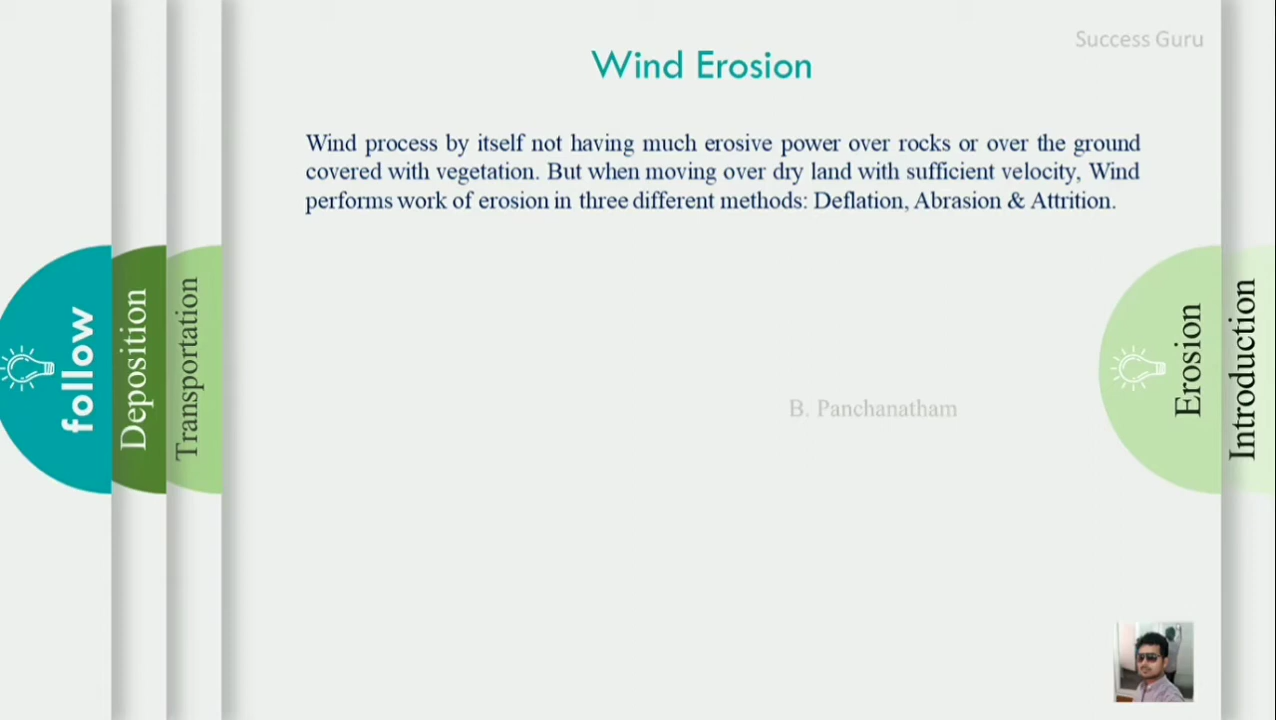 Success Guru
Wind Erosion
Wind process by itself not having much erosive power over rocks or over the ground
covered with vegetation. But when moving over dry land with sufficient velocity, Wind
performs work of erosion in three different methods: Deflation, Abrasion & Attrition.
follow
Deposition
Transportation
B. Panchanatham
Erosion
Introduction